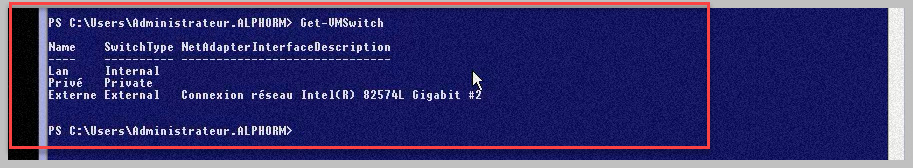 PS C:\Users\Administrateur.ALPHORM> Get-VMSwitch
Name SwitchType NetAdapterInterfaceDescription
---- ---------- ------------------------------
Lan Internal
Privé Private
Externe External Connexion réseau Intel(R) 82574L Gigabit #2
PS C:\Users\Administrateur.ALPHORM>